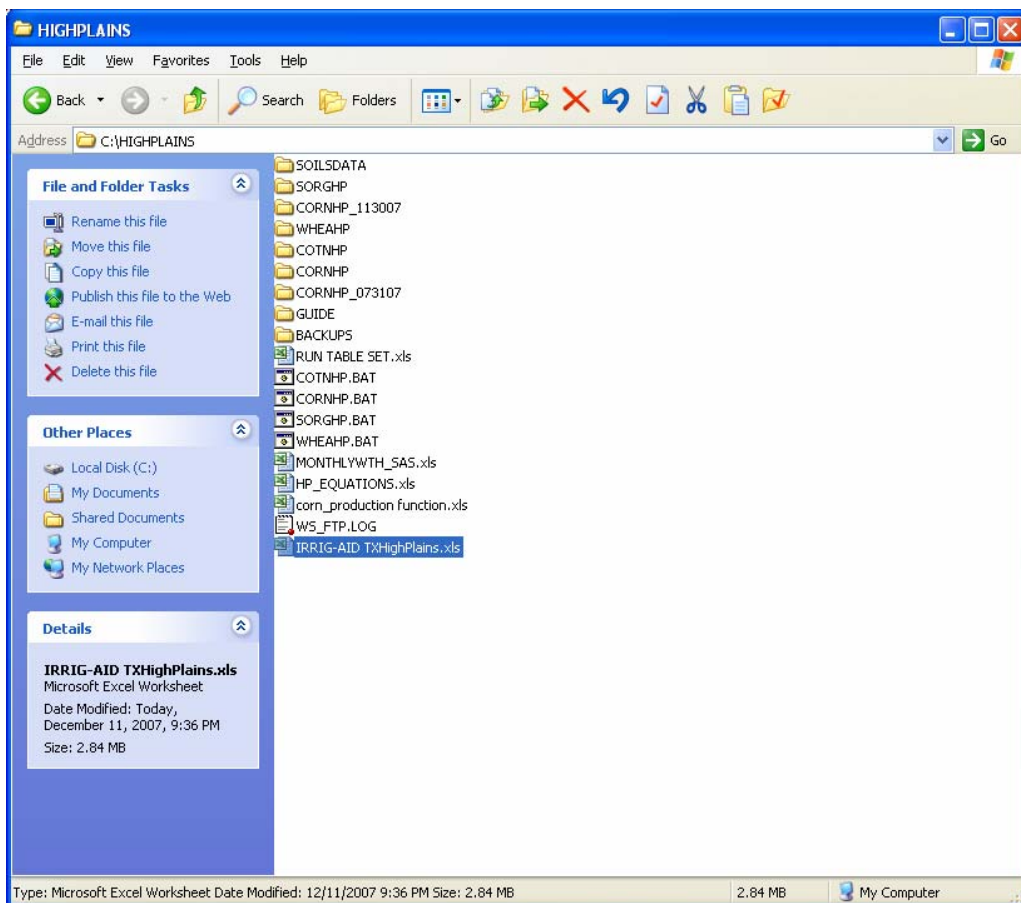 HIGHPLAINS
File Edit View Favorites Tools Help
Back Search Folders
Address C:\HIGHPLAINS Go
File and Folder Tasks
Rename this file
Move this file
Copy this file
Publish this file to the Web
E-mail this file
Print this file
Delete this file
Other Places
Local Disk (C:)
My Documents
Shared Documents
My Computer
My Network Places
Details
IRRIG-AID TXHighPlains.xls
Microsoft Excel Worksheet
Date Modified: Today,
December 11, 2007, 9:36 PM
Size: 2.84 MB
SOILSDATA
SORGHP
CORNHP_113007
WHEAHP
COTNHP
CORNHP
CORNHP_073107
GUIDE
BACKUPS
RUN TABLE SET.xls
COTNHP.BAT
CORNHP.BAT
SORGHP.BAT
WHEAHP.BAT
MONTHLYWTH_SAS.xls
HP_EQUATIONS.xls
corn_production function.xls
WS_FTP.LOG
IRRIG-AID TXHighPlains.xls
Type: Microsoft Excel Worksheet Date Modified: 12/11/2007 9:36 PM Size: 2.84 MB 2.84 MB My Computer